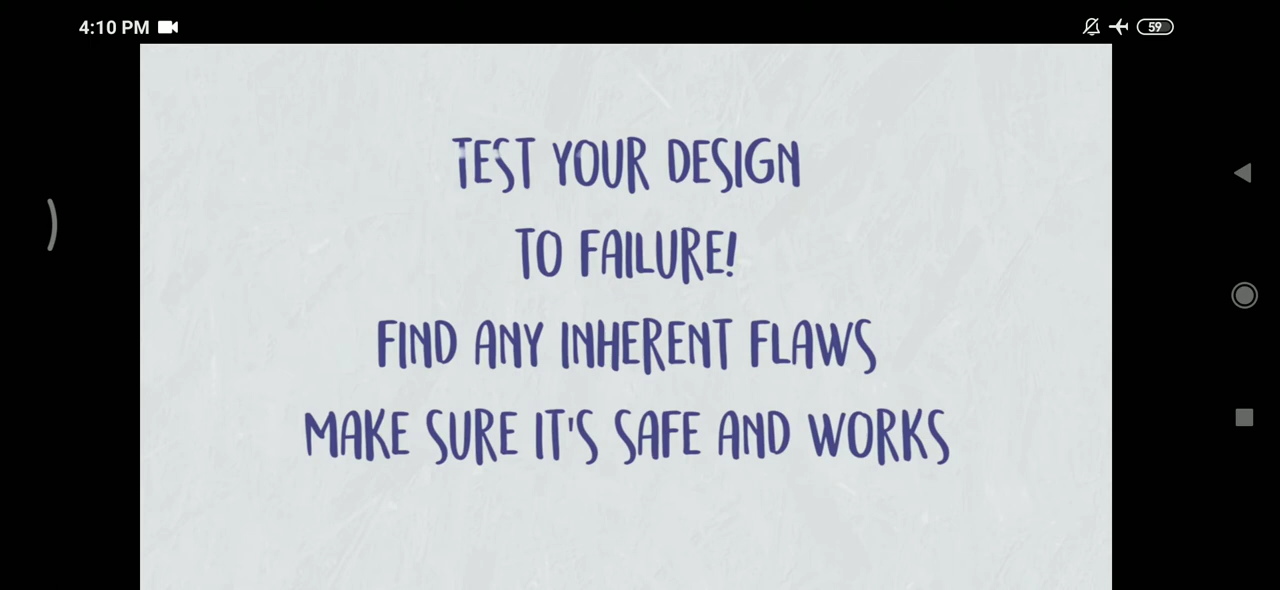 4:10 PM
59
TEST YOUR DESIGN
TO FAILURE!
FIND ANY INHERENT FLAWS
MAKE SURE IT'S SAFE AND WORKS